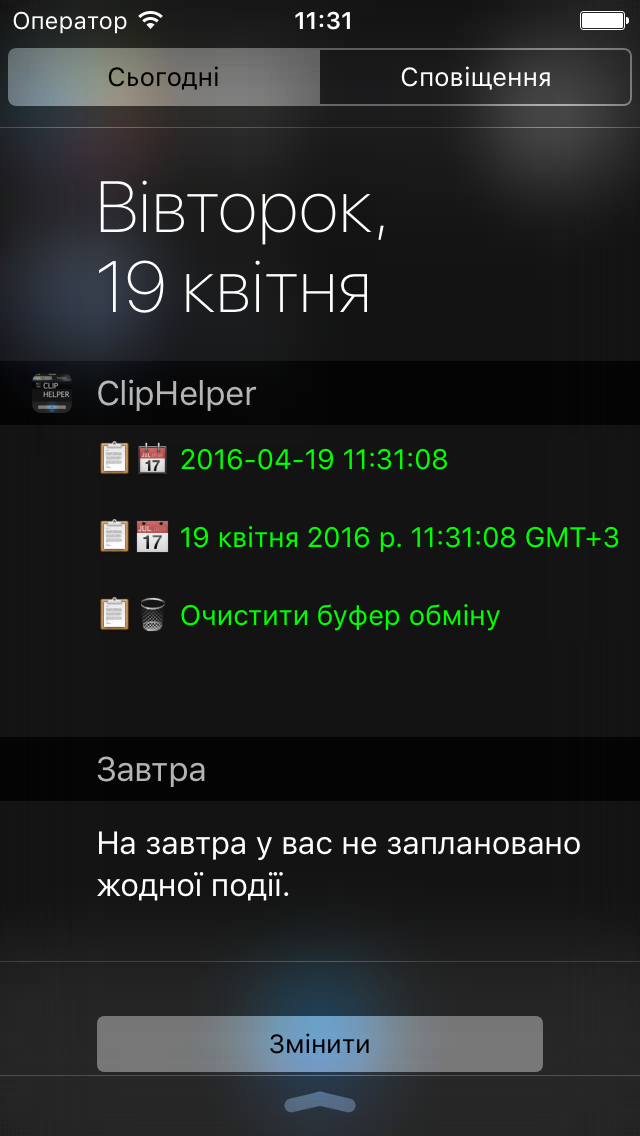 Оператор 11:31
Сьогодні Сповіщення
Вівторок,
19 квітня
CLIP
HELPER
ClipHelper
JUL 17 2016-04-19 11:31:08
JUL 17 19 квітня 2016 р. 11:31:08 GMT+3
Очистити буфер обміну
Завтра
На завтра у вас не заплановано
жодної події.
Змінити